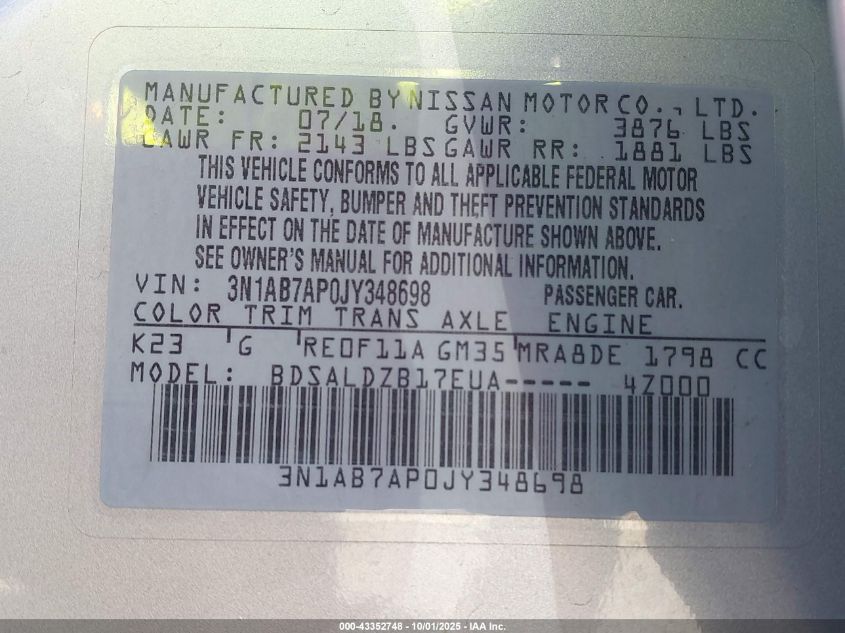 MANUFACTURED BY NISSAN MOTOR CO., LTD.
DATE: 07/18. GVWR: 3876 LBS
GAWR FR: 2143 LBS GAWR RR: 1881 LBS
THIS VEHICLE CONFORMS TO ALL APPLICABLE FEDERAL MOTOR
VEHICLE SAFETY, BUMPER AND THEFT PREVENTION STANDARDS
IN EFFECT ON THE DATE OF MANUFACTURE SHOWN ABOVE.
SEE OWNER'S MANUAL FOR ADDITIONAL INFORMATION.
VIN: 3N1AB7AP0JY348698 PASSENGER CAR.
COLOR TRIM TRANS AXLE ENGINE
K23 G RE0F11A GM35 MRA8DE 1798 CC
MODEL: BDSALDZB17EUA----- 4Z000
3N1AB7AP0JY348698
000-43352748 - 10/01/2025 - IAA Inc.